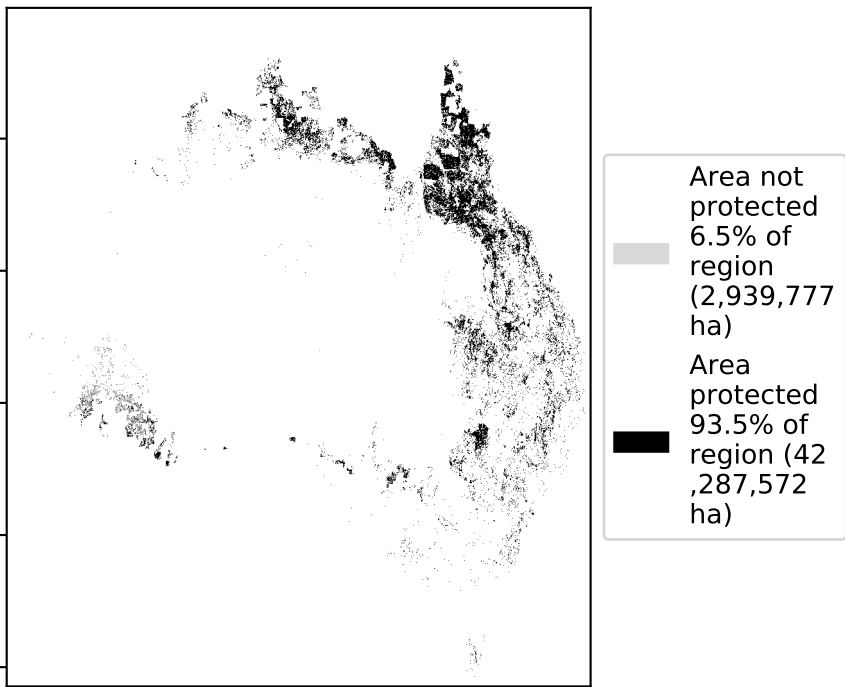 Area not
protected
6.5% of
region
(2,939,777
ha)
Area
protected
93.5% of
region (42
,287,572
ha)